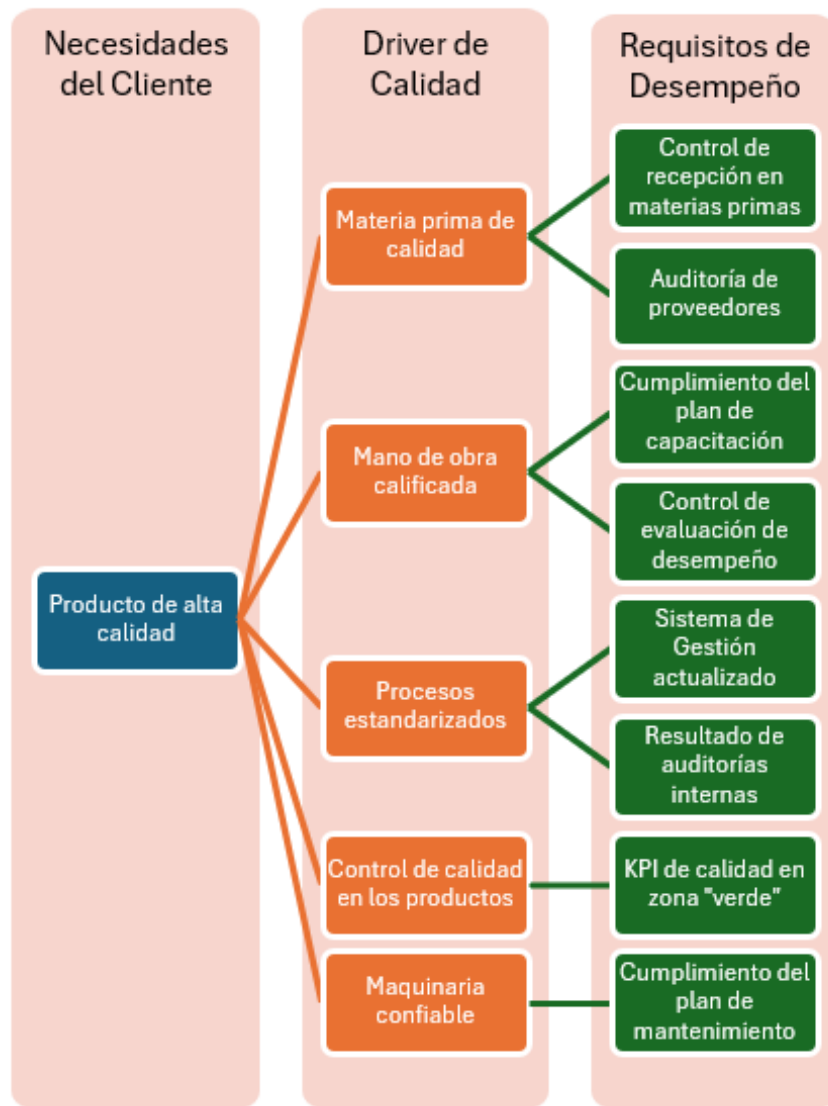 Necesidades
del Cliente
Driver de
Calidad
Requisitos de
Desempeño
Producto de alta
calidad
Materia prima de
calidad
Mano de obra
calificada
Procesos
estandarizados
Control de calidad
en los productos
Maquinaria
confiable
Control de
recepción en
materias primas
Auditoría de
proveedores
Cumplimiento del
plan de
capacitación
Control de
evaluación de
desempeño
Sistema de
Gestión
actualizado
Resultado de
auditorías
internas
KPI de calidad en
zona "verde"
Cumplimiento del
plan de
mantenimiento